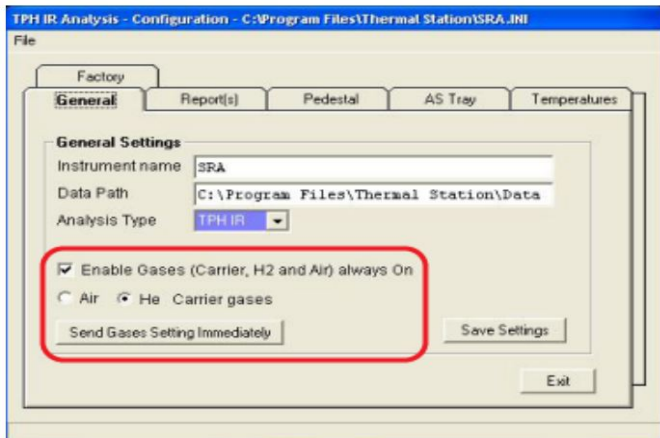 TPH IR Analysis - Configuration - C:\Program Files\Thermal Station\SRA.INI
File
Factory
General Report(s) Pedestal AS Tray Temperatures
General Settings
Instrument name SRA
Data Path C:\Program Files\Thermal Station\Data
Analysis Type TPH IR
Enable Gases (Carrier, H2 and Air) always On
Air He Carrier gases
Send Gases Setting Immediately Save Settings
Exit